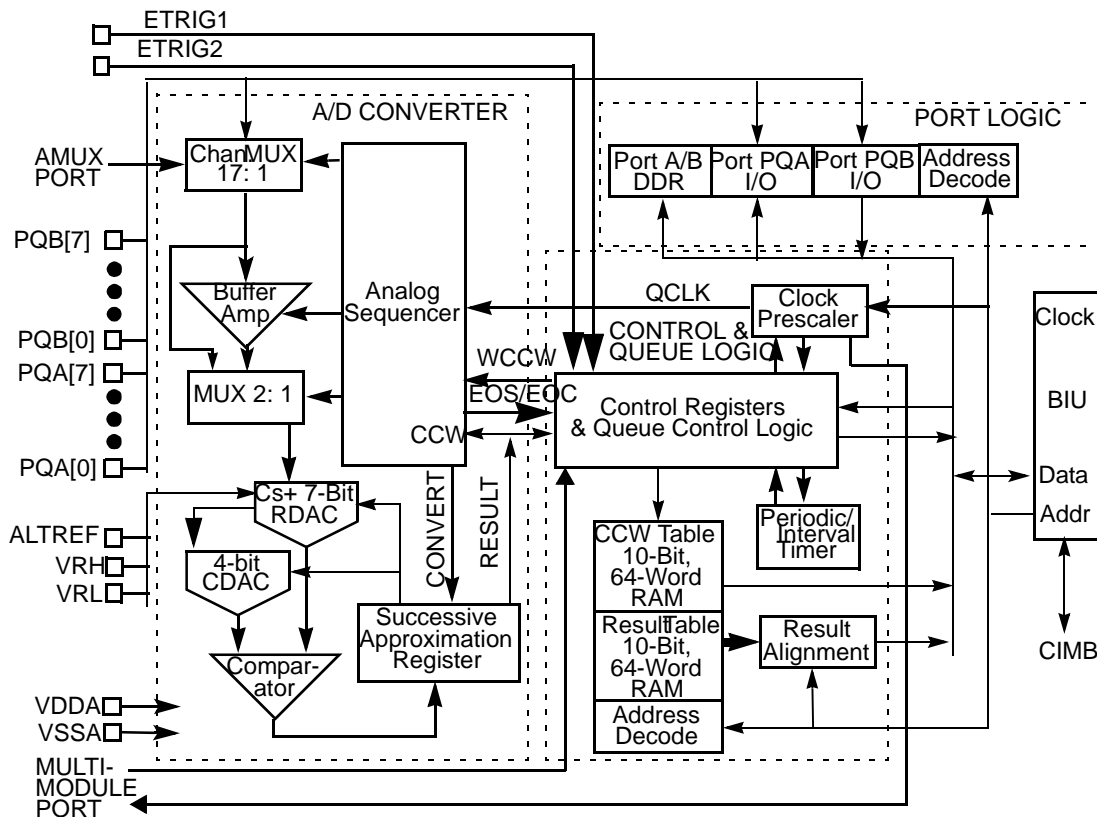 ETRIG1
ETRIG2
A/D CONVERTER
PORT LOGIC
AMUX
PORT
Chan MUX
17: 1
Port A/B
DDR
Port PQA
I/O
Port PQB
I/O
Address
Decode
PQB[7]
PQB[0]
PQA[7]
PQA[0]
Buffer
Amp
Analog
Sequencer
QCLK
Clock
Prescaler
CONTROL &
QUEUE LOGIC
WCCW
EOS/EOC
CCW
MUX 2: 1
Control Registers
& Queue Control Logic
Clock
BIU
Data
Addr
CIMB
Cs+ 7-Bit
RDAC
4-bit
CDAC
CONVERT
RESULT
ALTREF
VRH
VRL
Periodic/
Interval
Timer
CCW Table
10-Bit,
64-Word
RAM
Result Table
10-Bit,
64-Word
RAM
Address
Decode
Result
Alignment
Successive
Approximation
Register
Compar-
ator
VDDA
VSSA
MULTI-
MODULE
PORT